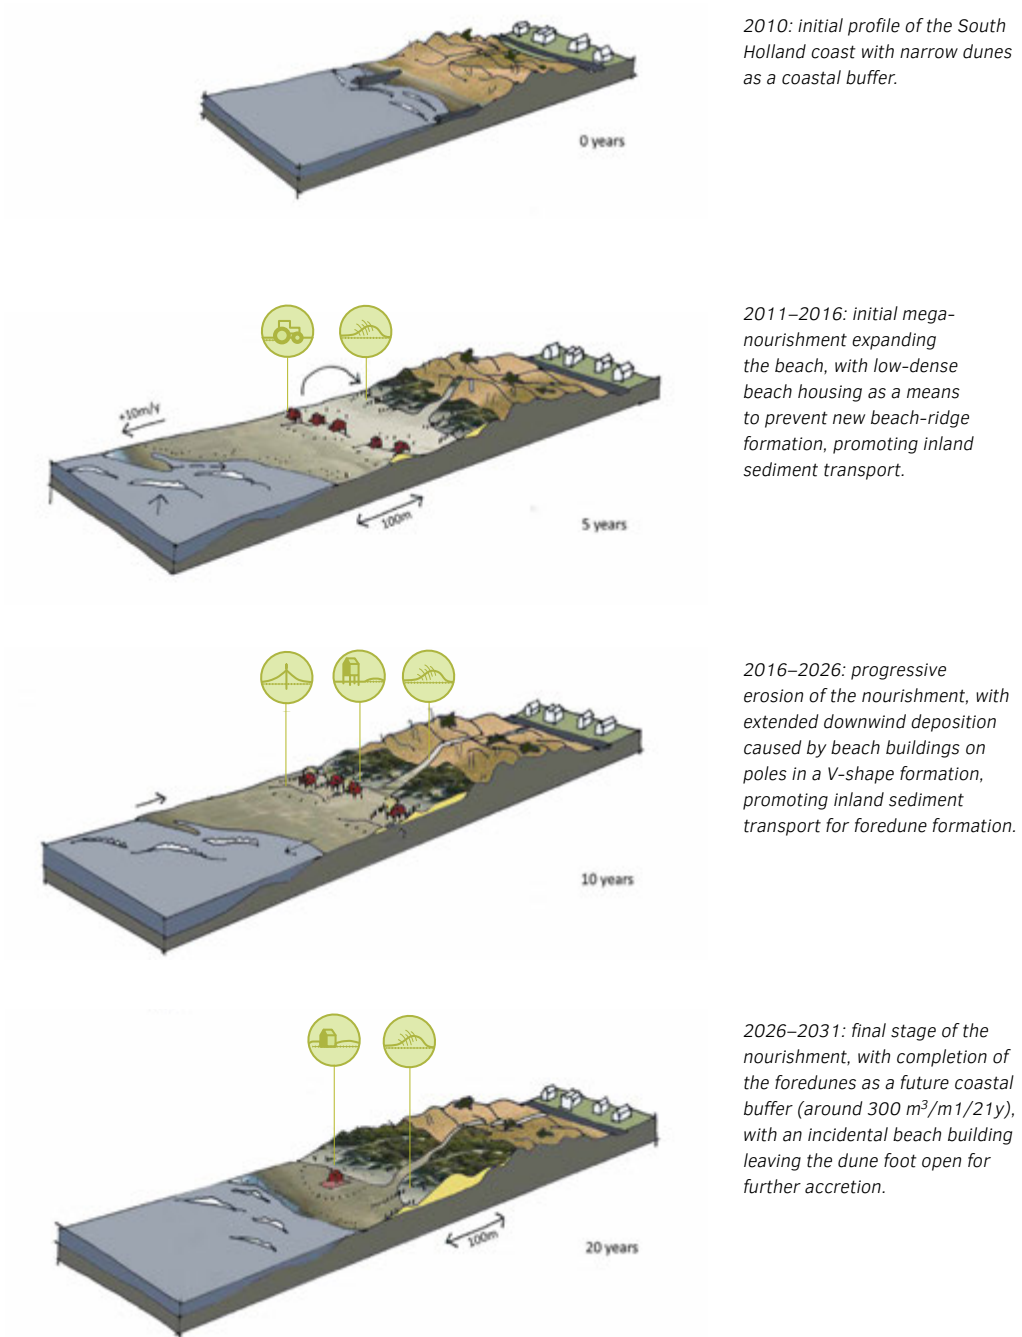 2010: initial profile of the South
Holland coast with narrow dunes
as a coastal buffer.
0 years
2011–2016: initial mega-
nourishment expanding
the beach, with low-dense
beach housing as a means
to prevent new beach-ridge
formation, promoting inland
sediment transport.
+10m/y
100m
5 years
2016–2026: progressive
erosion of the nourishment, with
extended downwind deposition
caused by beach buildings on
poles in a V-shape formation,
promoting inland sediment
transport for foredune formation.
10 years
2026–2031: final stage of the
nourishment, with completion of
the foredunes as a future coastal
buffer (around 300 m³/m1/21y),
with an incidental beach building
leaving the dune foot open for
further accretion.
100m
20 years